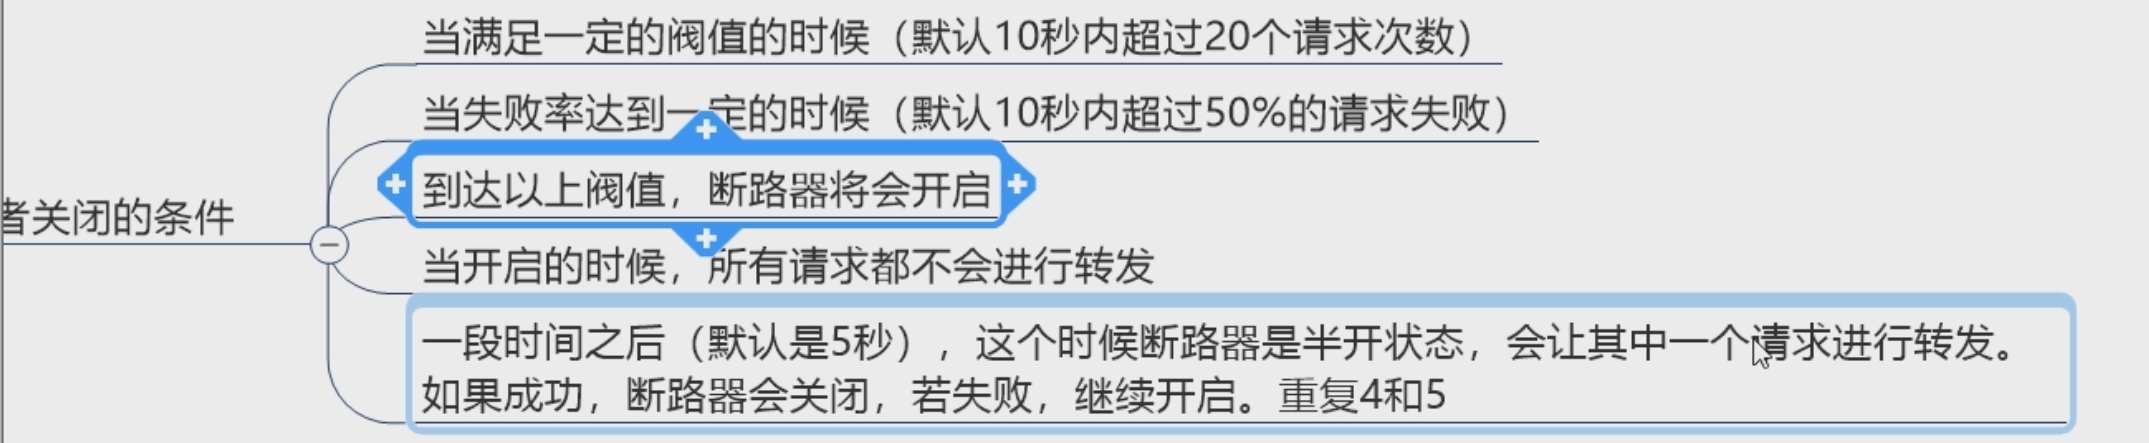 当满足一定的阀值的时候（默认10秒内超过20个请求次数）
当失败率达到一定的时候（默认10秒内超过50%的请求失败）
到达以上阀值，断路器将会开启
者关闭的条件
当开启的时候，所有请求都不会进行转发
一段时间之后（默认是5秒），这个时候断路器是半开状态，会让其中一个请求进行转发。
如果成功，断路器会关闭，若失败，继续开启。重复4和5